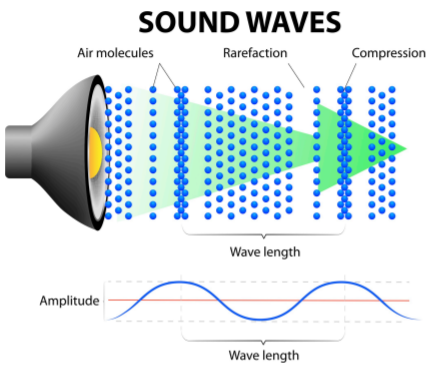 SOUND WAVES
Air molecules
Rarefaction
Compression
Wave length
Amplitude
Wave length